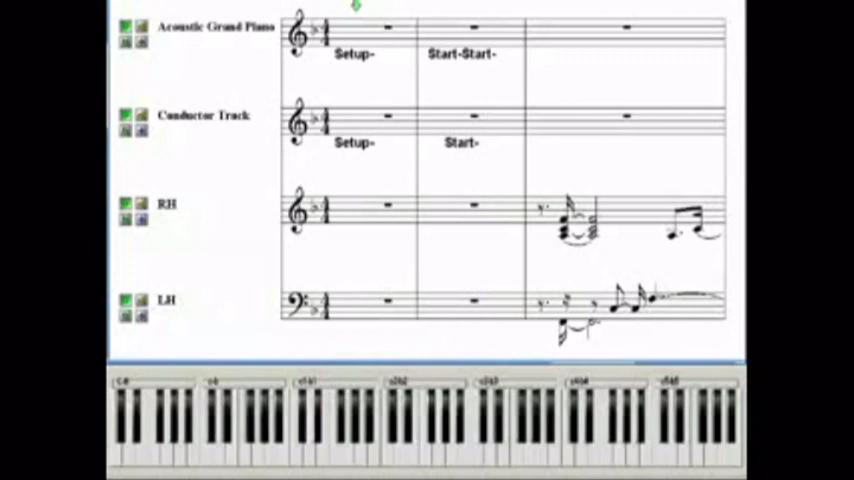 Acoustic Grand Piano
Setup-
Start-Start-
Conductor Track
Setup-
Start-
RH
LH